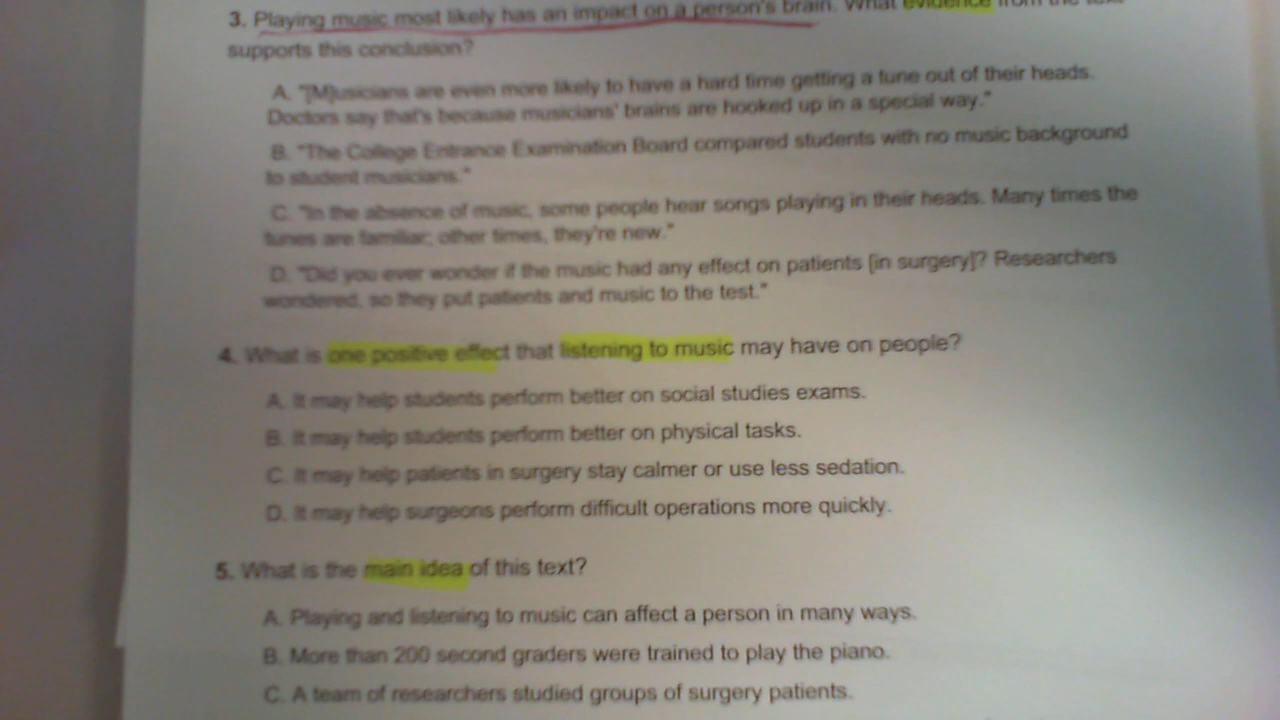 3. Playing music most likely has an impact on a person's brain. What evidence from the text
supports this conclusion?
A. "[M]usicians are even more likely to have a hard time getting a tune out of their heads.
Doctors say that's because musicians' brains are hooked up in a special way."
B. "The College Entrance Examination Board compared students with no music background
to student musicians."
C. "In the absence of music, some people hear songs playing in their heads. Many times the
tunes are familiar; other times, they're new."
D. "Did you ever wonder if the music had any effect on patients [in surgery]? Researchers
wondered, so they put patients and music to the test."
4. What is one positive effect that listening to music may have on people?
A. It may help students perform better on social studies exams.
B. It may help students perform better on physical tasks.
C. It may help patients in surgery stay calmer or use less sedation.
D. It may help surgeons perform difficult operations more quickly.
5. What is the main idea of this text?
A. Playing and listening to music can affect a person in many ways.
B. More than 200 second graders were trained to play the piano.
C. A team of researchers studied groups of surgery patients.